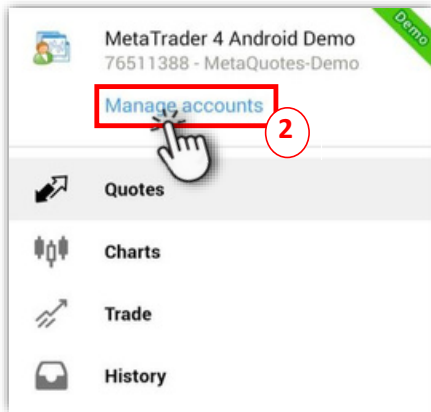 Demo
MetaTrader 4 Android Demo
76511388 - MetaQuotes-Demo
Manage accounts
2
Quotes
Charts
Trade
History